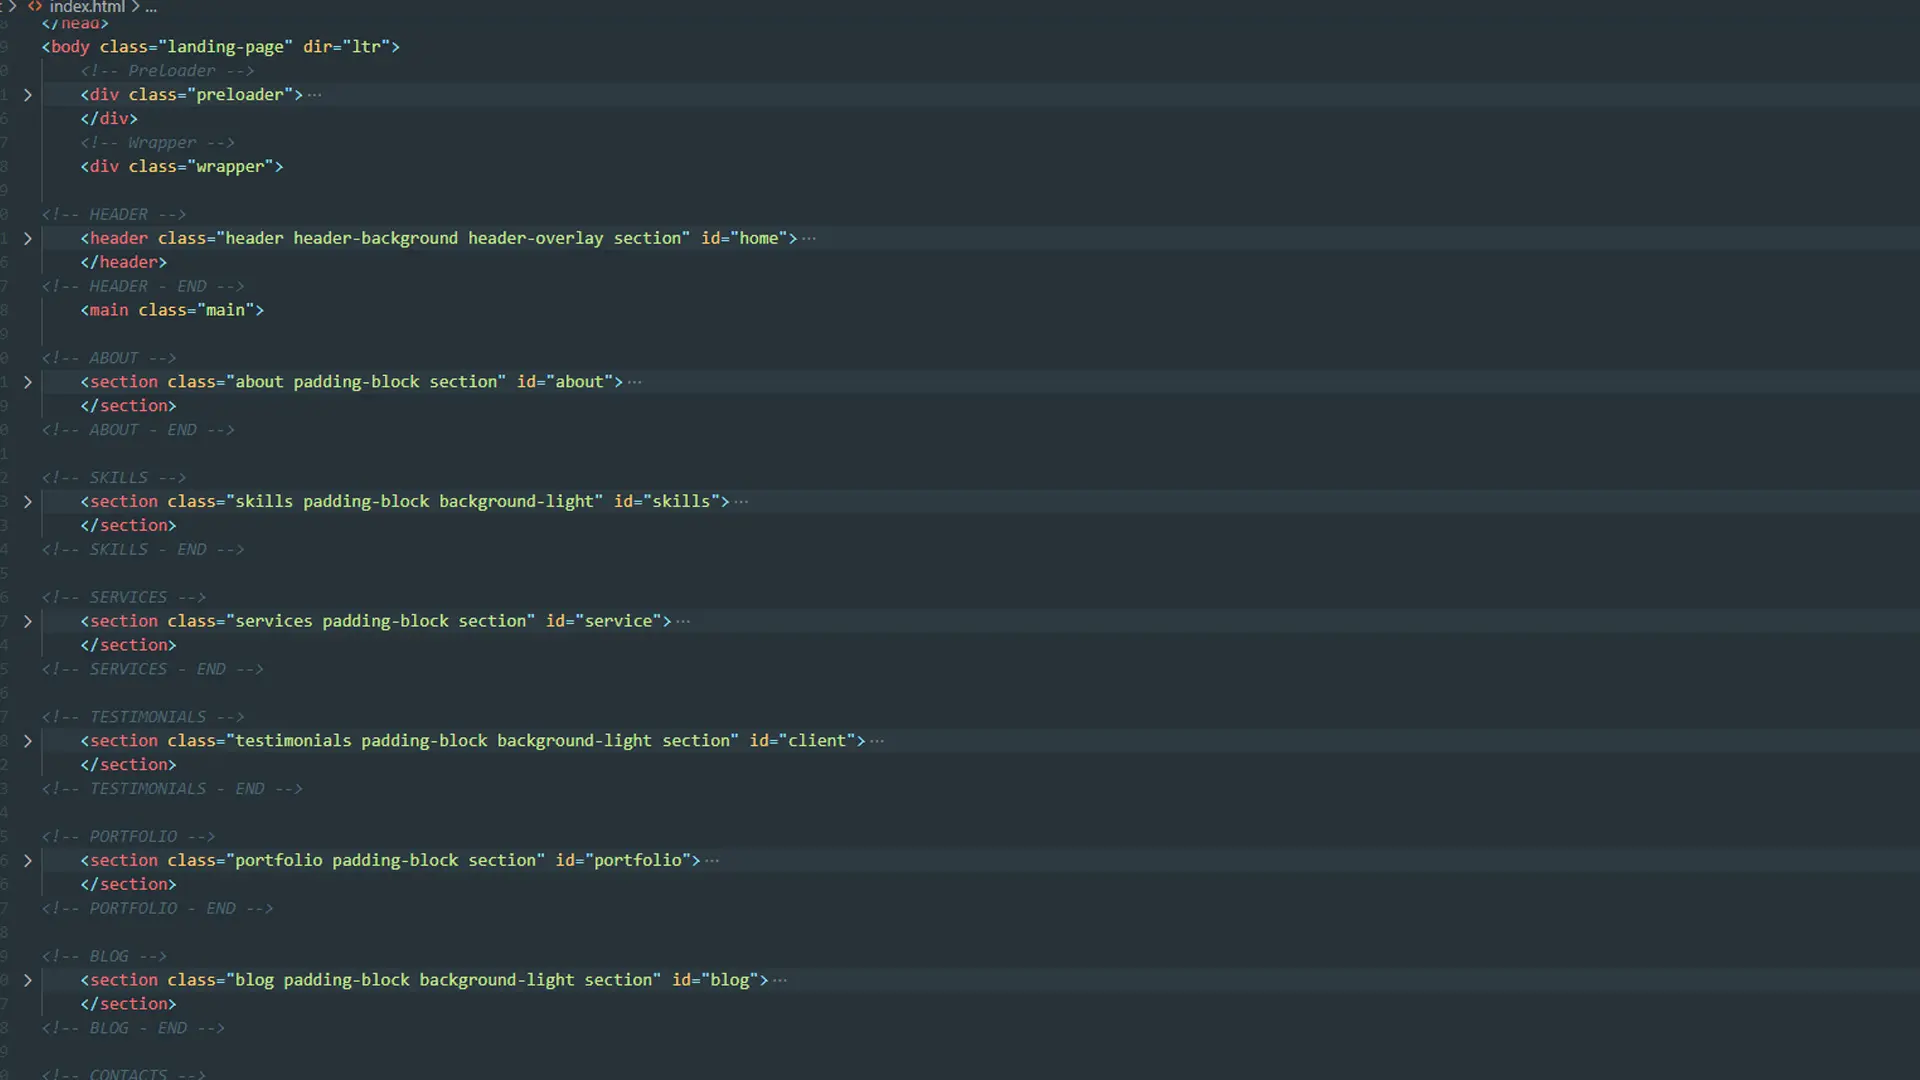 index.html > ...
</head>
<body class="landing-page" dir="ltr">
<!-- Preloader -->
<div class="preloader">...
</div>
<!-- Wrapper -->
<div class="wrapper">
<!-- HEADER -->
<header class="header header-background header-overlay section" id="home">...
</header>
<!-- HEADER - END -->
<main class="main">
<!-- ABOUT -->
<section class="about padding-block section" id="about">...
</section>
<!-- ABOUT - END -->
<!-- SKILLS -->
<section class="skills padding-block background-light" id="skills">...
</section>
<!-- SKILLS - END -->
<!-- SERVICES -->
<section class="services padding-block section" id="service">...
</section>
<!-- SERVICES - END -->
<!-- TESTIMONIALS -->
<section class="testimonials padding-block background-light section" id="client">...
</section>
<!-- TESTIMONIALS - END -->
<!-- PORTFOLIO -->
<section class="portfolio padding-block section" id="portfolio">...
</section>
<!-- PORTFOLIO - END -->
<!-- BLOG -->
<section class="blog padding-block background-light section" id="blog">...
</section>
<!-- BLOG - END -->
<!-- CONTACTS -->